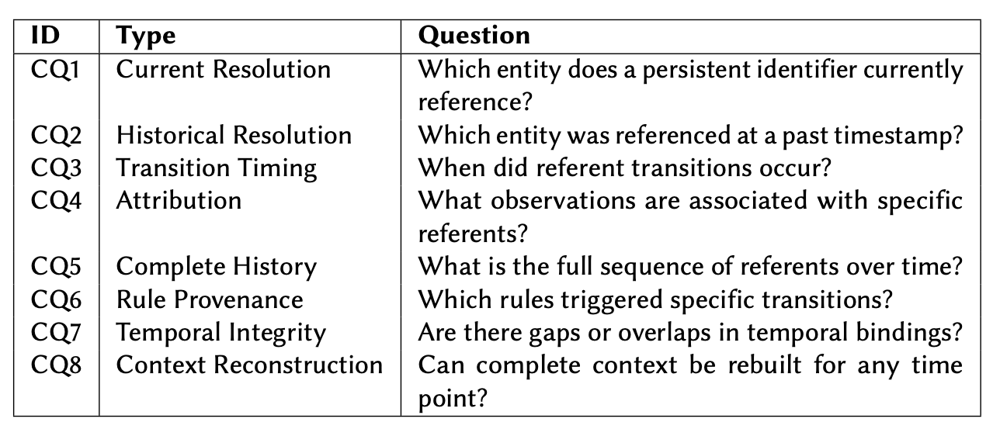 ID Type Question
CQ1 Current Resolution Which entity does a persistent identifier currently
reference?
CQ2 Historical Resolution Which entity was referenced at a past timestamp?
CQ3 Transition Timing When did referent transitions occur?
CQ4 Attribution What observations are associated with specific
referents?
CQ5 Complete History What is the full sequence of referents over time?
CQ6 Rule Provenance Which rules triggered specific transitions?
CQ7 Temporal Integrity Are there gaps or overlaps in temporal bindings?
CQ8 Context Reconstruction Can complete context be rebuilt for any time
point?